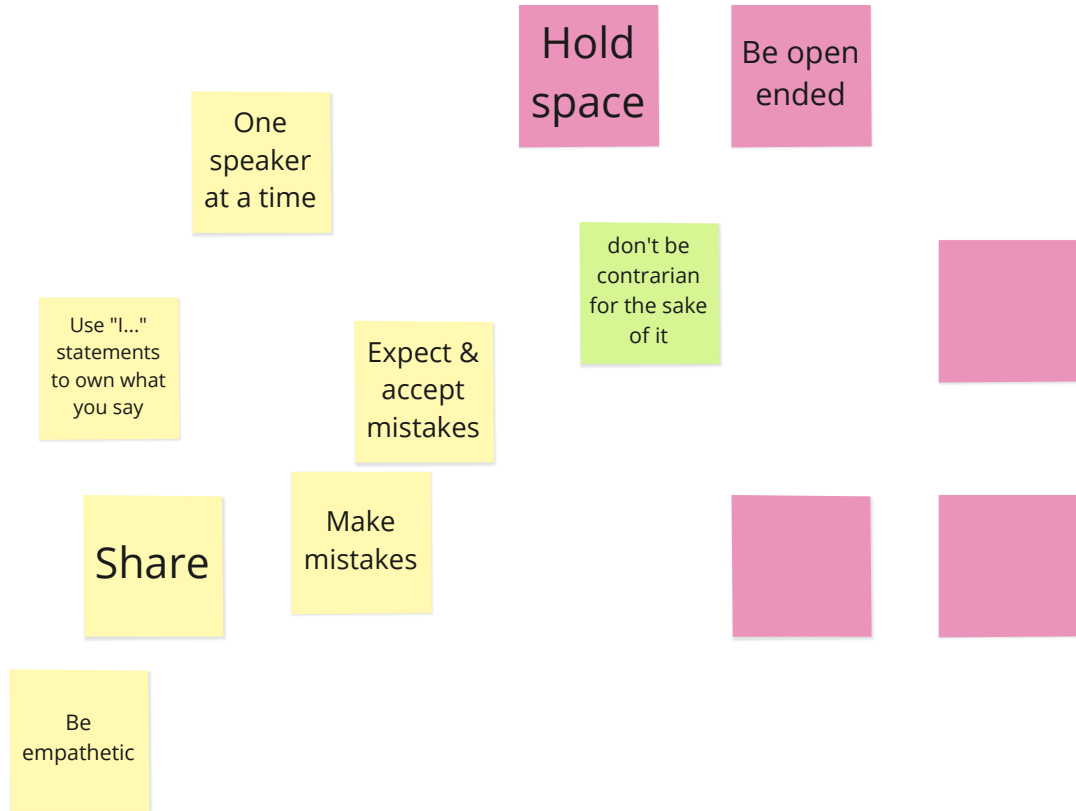 Hold
space
Be open
ended
One
speaker
at a time
don't be
contrarian
for the sake
of it
Use "I..."
statements
to own what
you say
Expect &
accept
mistakes
Share
Make
mistakes
Be
empathetic